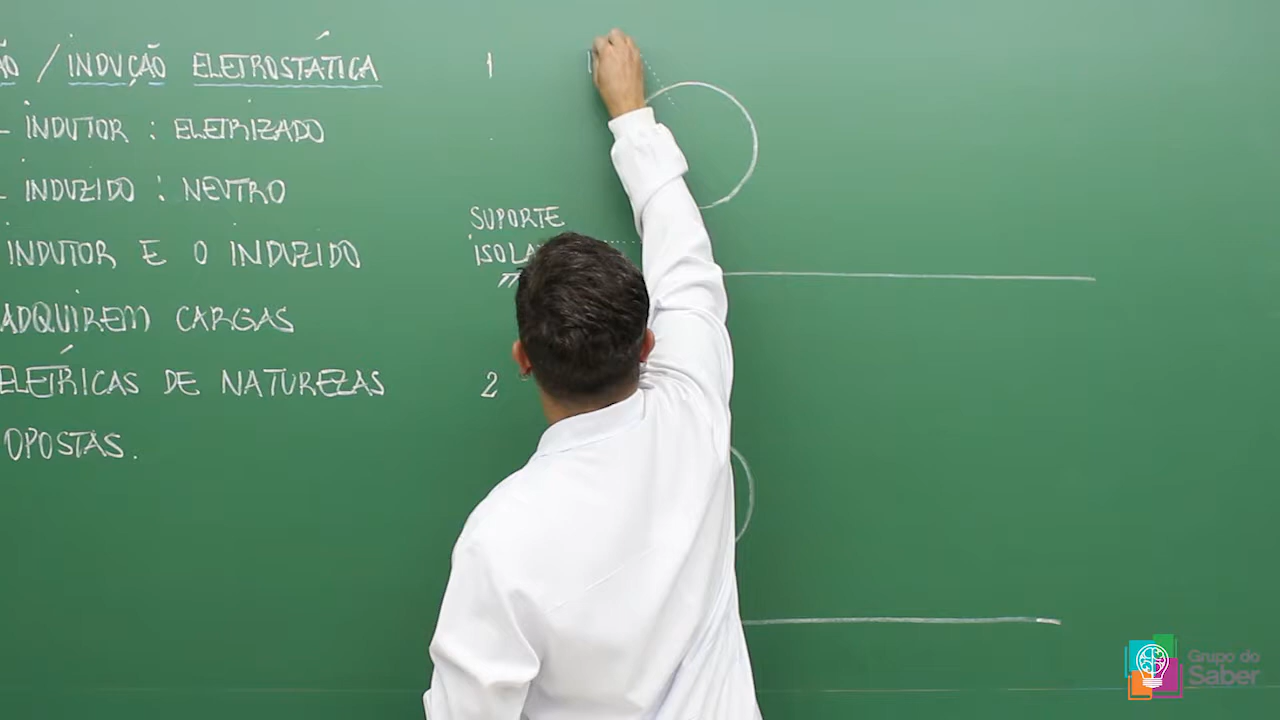 / INDUÇÃO ELETROSTÁTICA
- INDUTOR : ELETRIZADO
- INDUZIDO : NEUTRO
INDUTOR E O INDUZIDO
ADQUIREM CARGAS
ELÉTRICAS DE NATUREZAS
OPOSTAS.
1
SUPORTE
2
Grupo do
Saber